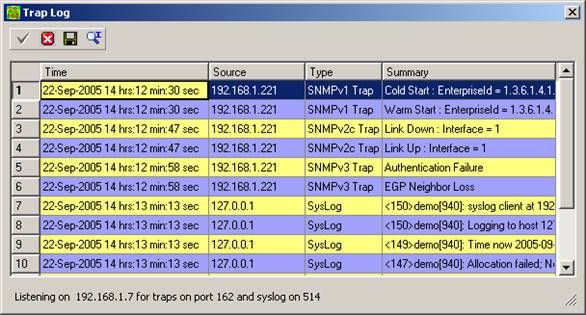 Trap Log
Time Source Type Summary
1 22-Sep-2005 14 hrs:12 min:30 sec 192.168.1.221 SNMPv1 Trap Cold Start : EnterpriseId = 1.3.6.1.4.1.
2 22-Sep-2005 14 hrs:12 min:30 sec 192.168.1.221 SNMPv1 Trap Warm Start : EnterpriseId = 1.3.6.1.4.
3 22-Sep-2005 14 hrs:12 min:47 sec 192.168.1.221 SNMPv2c Trap Link Down : Interface = 1
4 22-Sep-2005 14 hrs:12 min:47 sec 192.168.1.221 SNMPv2c Trap Link Up : Interface = 1
5 22-Sep-2005 14 hrs:12 min:58 sec 192.168.1.221 SNMPv3 Trap Authentication Failure
6 22-Sep-2005 14 hrs:12 min:58 sec 192.168.1.221 SNMPv3 Trap EGP Neighbor Loss
7 22-Sep-2005 14 hrs:13 min:13 sec 127.0.0.1 SysLog <150>demo[940]: syslog client at 192
8 22-Sep-2005 14 hrs:13 min:13 sec 127.0.0.1 SysLog <150>demo[940]: Logging to host 12
9 22-Sep-2005 14 hrs:13 min:13 sec 127.0.0.1 SysLog <149>demo[940]: Time now 2005-09-
10 22-Sep-2005 14 hrs:13 min:13 sec 127.0.0.1 SysLog <147>demo[940]: Allocation failed;
Listening on 192.168.1.7 for traps on port 162 and syslog on 514